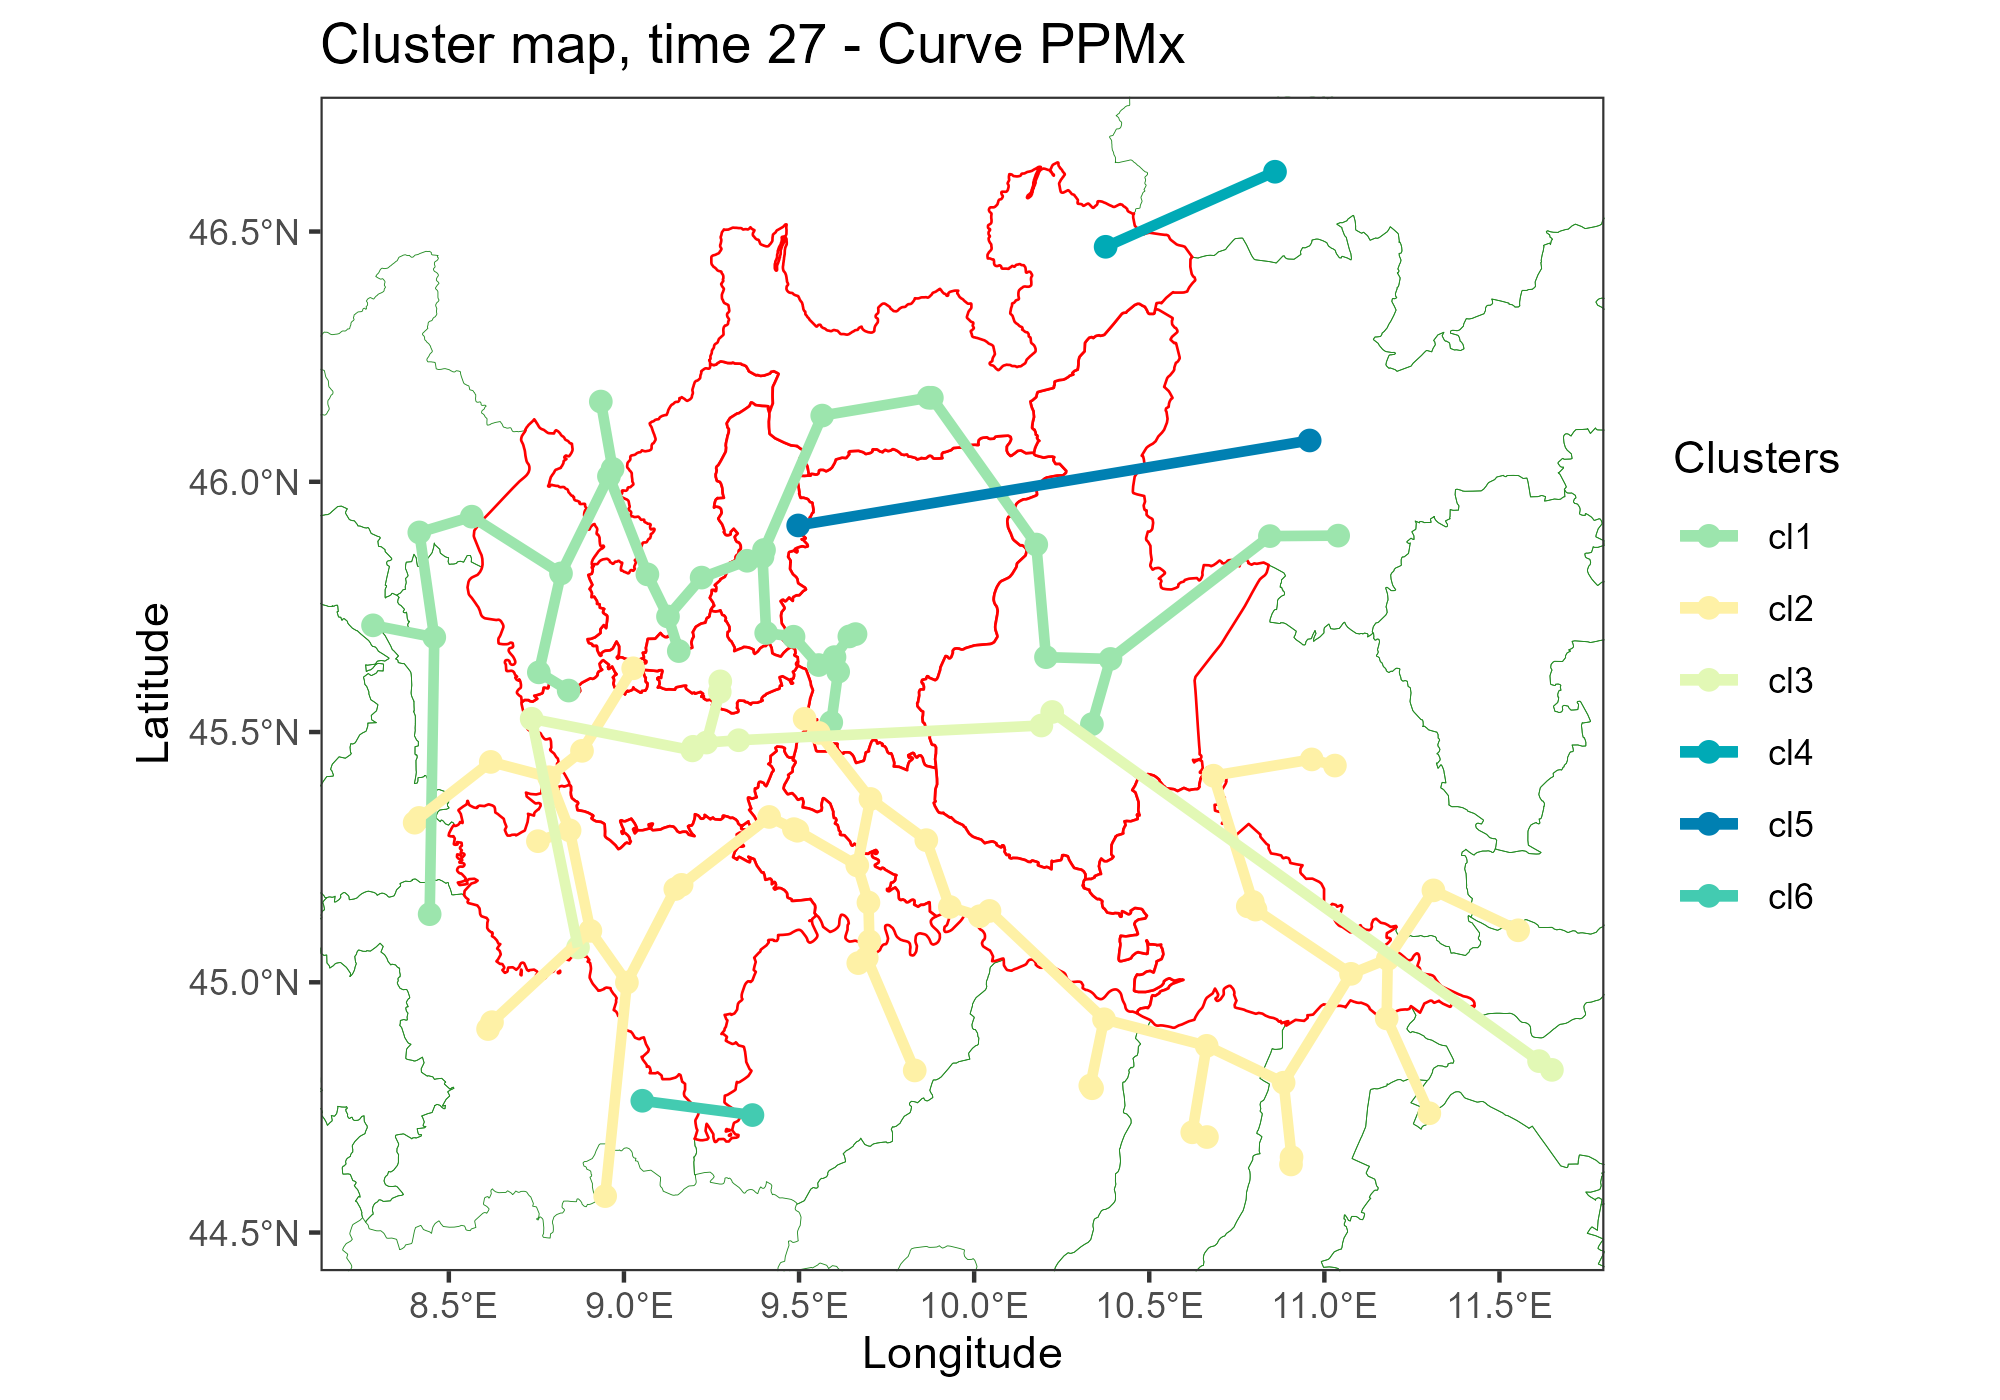 Cluster map, time 27 - Curve PPMx
46.5°N
46.0°N
45.5°N
45.0°N
44.5°N
Latitude
8.5°E
9.0°E
9.5°E
10.0°E
10.5°E
11.0°E
11.5°E
Longitude
Clusters
cl1
cl2
cl3
cl4
cl5
cl6